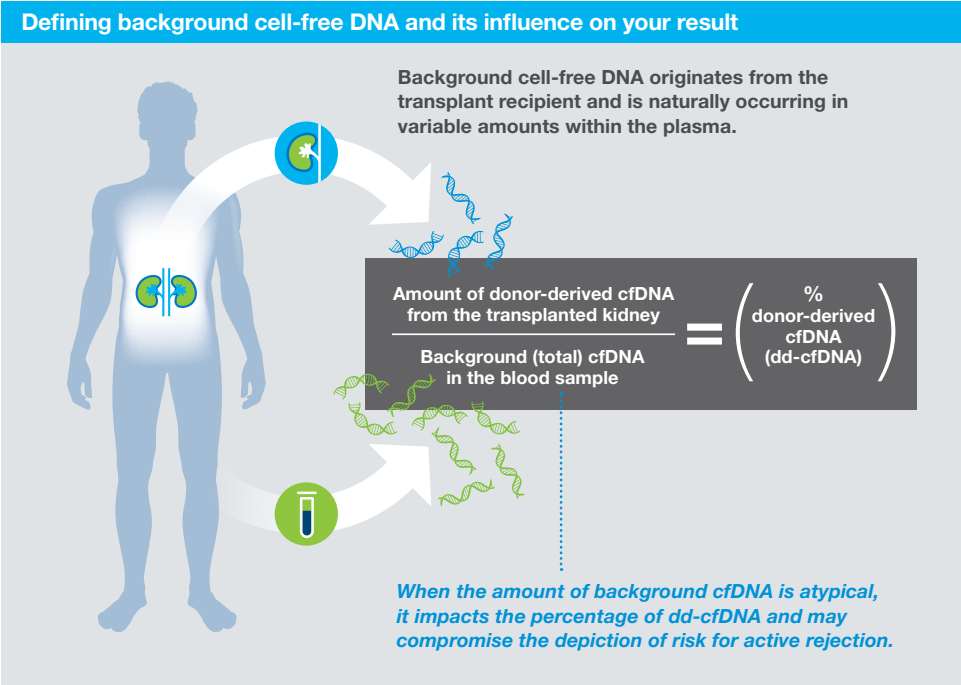 Defining background cell-free DNA and its influence on your result
Background cell-free DNA originates from the
transplant recipient and is naturally occurring in
variable amounts within the plasma.
Amount of donor-derived cfDNA
from the transplanted kidney
Background (total) cfDNA
in the blood sample
=
(
%
donor-derived
cfDNA
(dd-cfDNA)
)
When the amount of background cfDNA is atypical,
it impacts the percentage of dd-cfDNA and may
compromise the depiction of risk for active rejection.